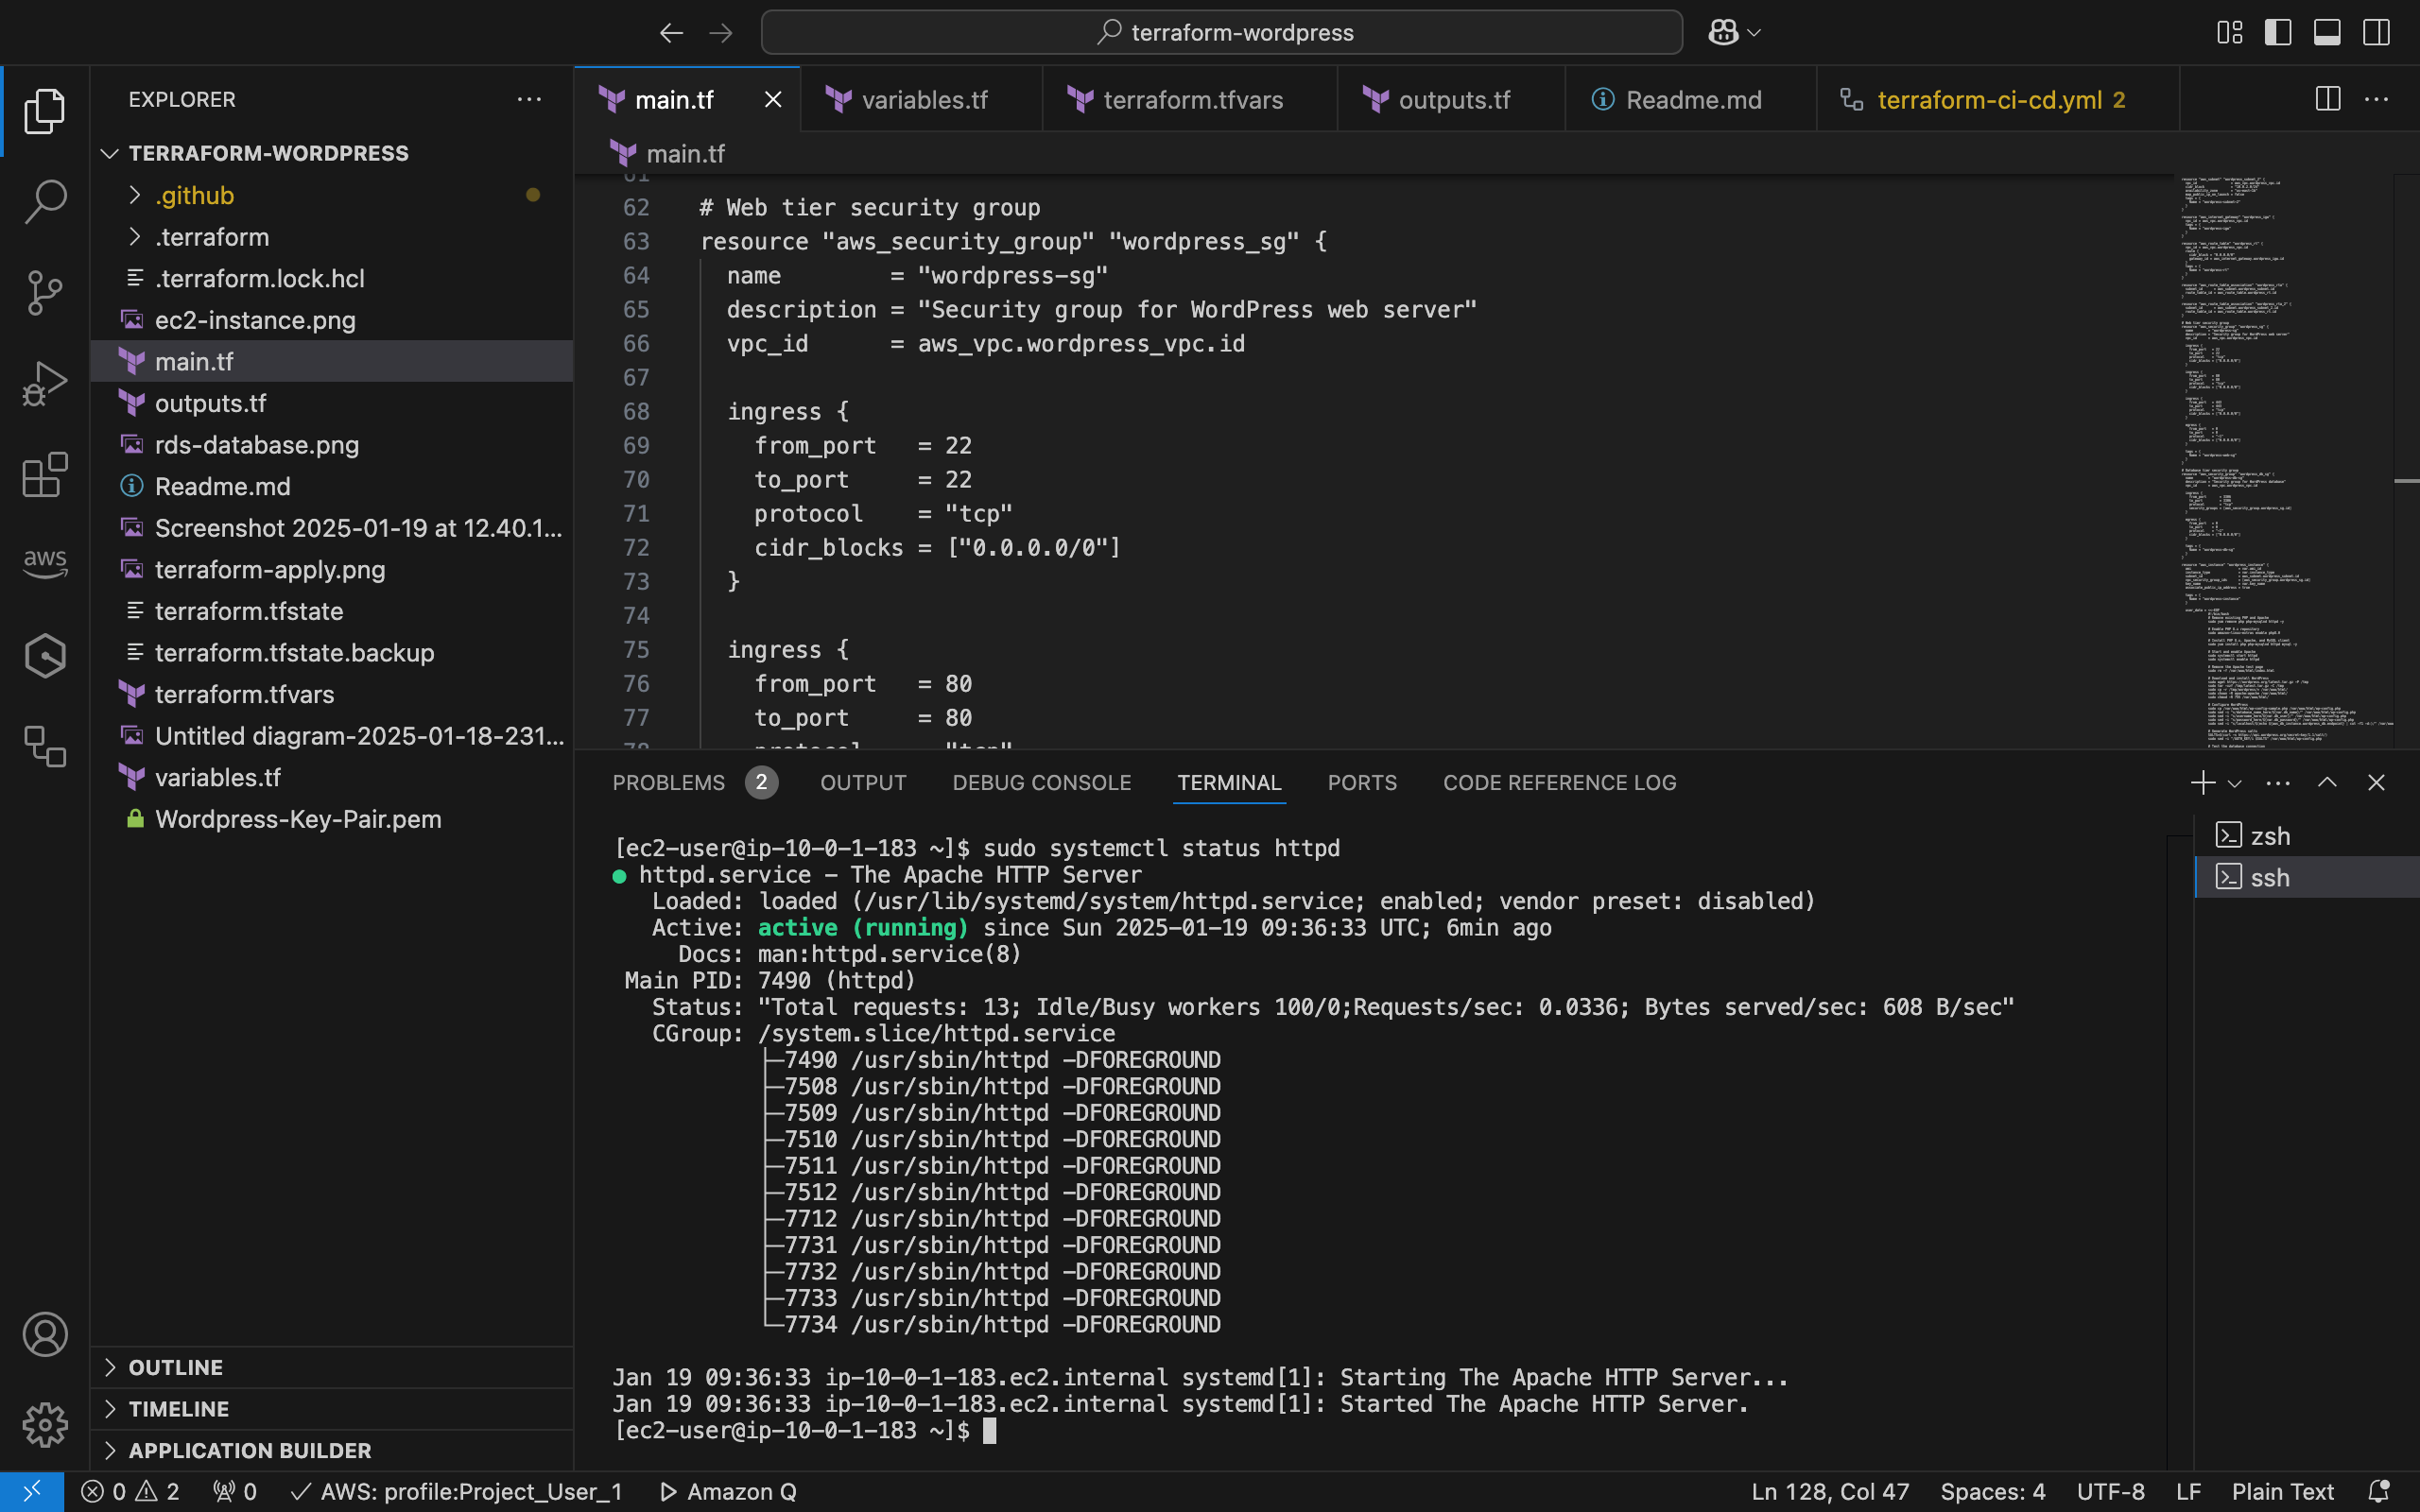 terraform-wordpress
EXPLORER
main.tf
variables.tf
terraform.tfvars
outputs.tf
Readme.md
terraform-ci-cd.yml 2
TERRAFORM-WORDPRESS
.github
.terraform
.terraform.lock.hcl
ec2-instance.png
main.tf
outputs.tf
rds-database.png
Readme.md
Screenshot 2025-01-19 at 12.40.1...
terraform-apply.png
terraform.tfstate
terraform.tfstate.backup
terraform.tfvars
Untitled diagram-2025-01-18-231...
variables.tf
Wordpress-Key-Pair.pem
aws
OUTLINE
TIMELINE
APPLICATION BUILDER
main.tf
61
62 # Web tier security group
63 resource "aws_security_group" "wordpress_sg" {
64 name = "wordpress-sg"
65 description = "Security group for WordPress web server"
66 vpc_id = aws_vpc.wordpress_vpc.id
67
68 ingress {
69 from_port = 22
70 to_port = 22
71 protocol = "tcp"
72 cidr_blocks = ["0.0.0.0/0"]
73 }
74
75 ingress {
76 from_port = 80
77 to_port = 80
78 protocol = "tcp"
PROBLEMS 2 OUTPUT DEBUG CONSOLE TERMINAL PORTS CODE REFERENCE LOG
zsh
ssh
[ec2-user@ip-10-0-1-183 ~]$ sudo systemctl status httpd
● httpd.service - The Apache HTTP Server
Loaded: loaded (/usr/lib/systemd/system/httpd.service; enabled; vendor preset: disabled)
Active: active (running) since Sun 2025-01-19 09:36:33 UTC; 6min ago
Docs: man:httpd.service(8)
Main PID: 7490 (httpd)
Status: "Total requests: 13; Idle/Busy workers 100/0;Requests/sec: 0.0336; Bytes served/sec: 608 B/sec"
CGroup: /system.slice/httpd.service
├─7490 /usr/sbin/httpd -DFOREGROUND
├─7508 /usr/sbin/httpd -DFOREGROUND
├─7509 /usr/sbin/httpd -DFOREGROUND
├─7510 /usr/sbin/httpd -DFOREGROUND
├─7511 /usr/sbin/httpd -DFOREGROUND
├─7512 /usr/sbin/httpd -DFOREGROUND
├─7712 /usr/sbin/httpd -DFOREGROUND
├─7731 /usr/sbin/httpd -DFOREGROUND
├─7732 /usr/sbin/httpd -DFOREGROUND
├─7733 /usr/sbin/httpd -DFOREGROUND
└─7734 /usr/sbin/httpd -DFOREGROUND
Jan 19 09:36:33 ip-10-0-1-183.ec2.internal systemd[1]: Starting The Apache HTTP Server...
Jan 19 09:36:33 ip-10-0-1-183.ec2.internal systemd[1]: Started The Apache HTTP Server.
[ec2-user@ip-10-0-1-183 ~]$
0 2 0 AWS: profile:Project_User_1 Amazon Q Ln 128, Col 47 Spaces: 4 UTF-8 LF Plain Text